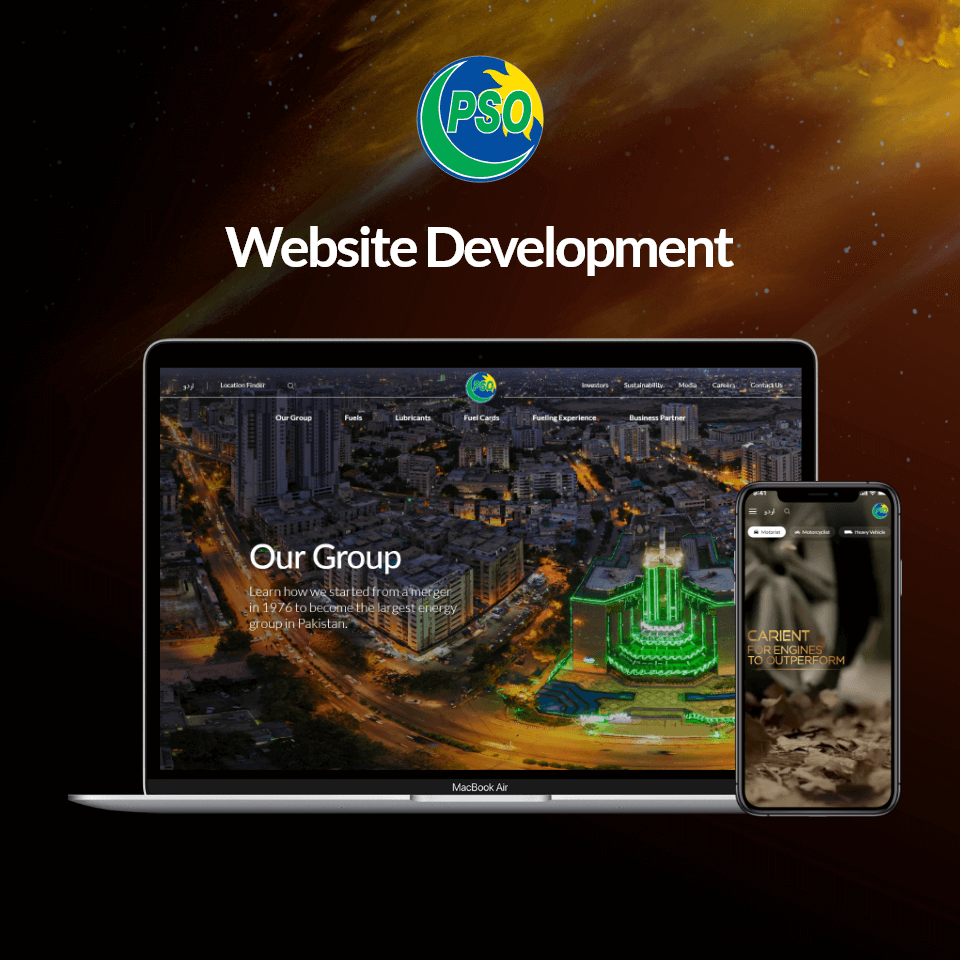 PSO
Website Development
اردو | Location Finder
PSO
Investors Sustainability Media Careers Contact Us
Our Group Fuels Lubricants Fuel Cards Fueling Experience Business Partner
Our Group
Learn how we started from a merger
in 1976 to become the largest energy
group in Pakistan.
MacBook Air
9:41
اردو
Motorist Motorcyclist Heavy Vehicle
CARIENT
FOR ENGINES
TO OUTPERFORM